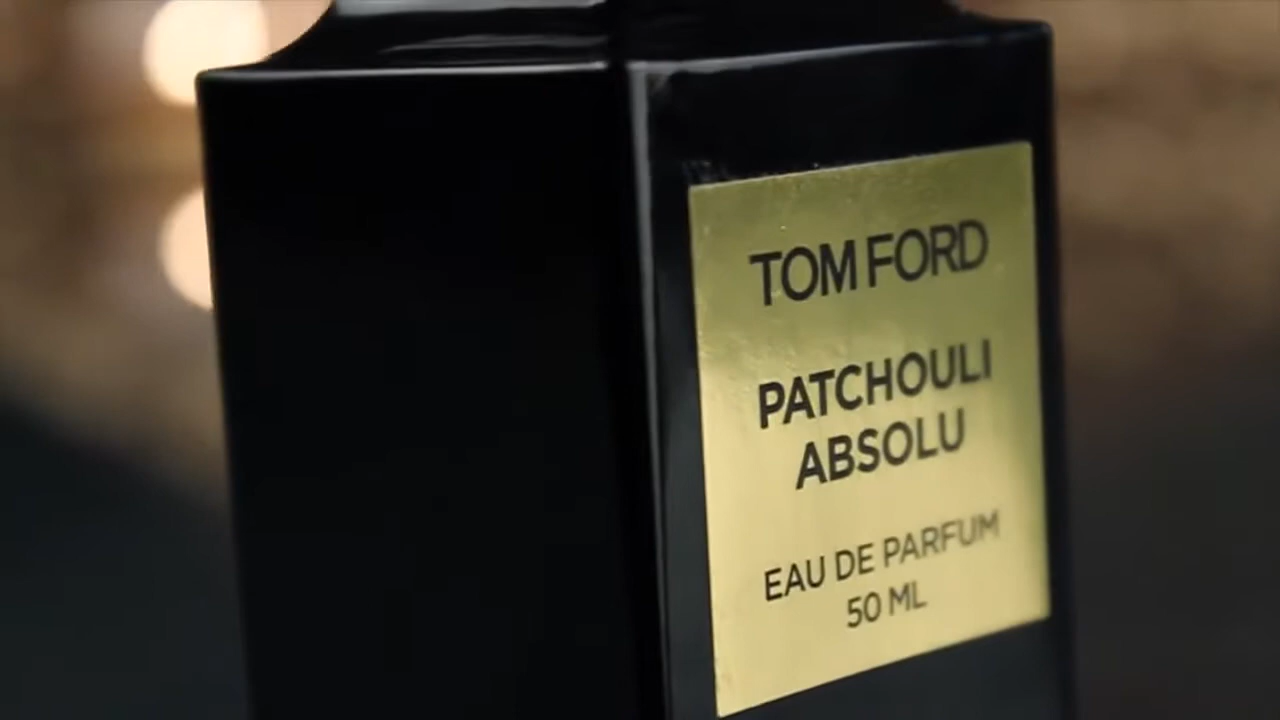 TOM FORD
PATCHOULI
ABSOLU
EAU DE PARFUM
50 ML